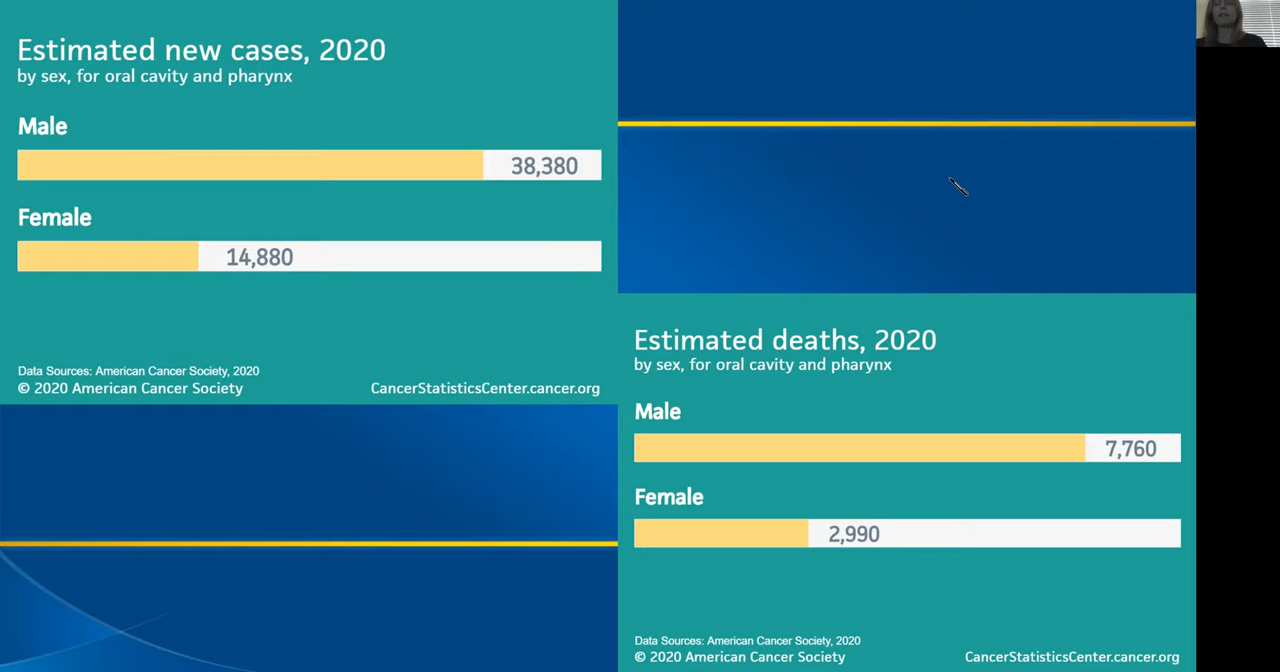 Estimated new cases, 2020
by sex, for oral cavity and pharynx
Male
38,380
Female
14,880
Data Sources: American Cancer Society, 2020
© 2020 American Cancer Society
CancerStatisticsCenter.cancer.org
Estimated deaths, 2020
by sex, for oral cavity and pharynx
Male
7,760
Female
2,990
Data Sources: American Cancer Society, 2020
© 2020 American Cancer Society
CancerStatisticsCenter.cancer.org